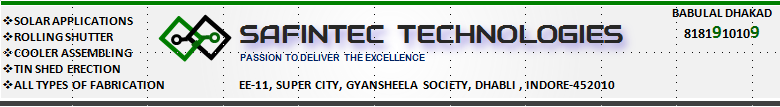 ❖SOLAR APPLICATIONS
❖ROLLING SHUTTER
❖COOLER ASSEMBLING
❖TIN SHED ERECTION
❖ALL TYPES OF FABRICATION
SAFINTEC TECHNOLOGIES
PASSION TO DELIVER THE EXCELLENCE
EE-11, SUPER CITY, GYANSHEELA SOCIETY, DHABLI , INDORE-452010
BABULAL DHAKAD
8181910109